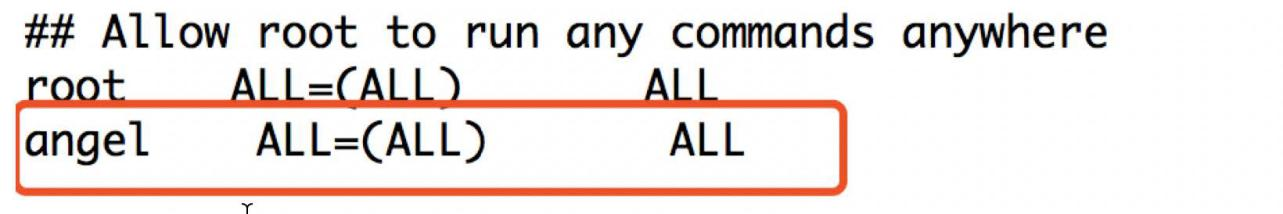 ## Allow root to run any commands anywhere
root    ALL=(ALL)       ALL
angel    ALL=(ALL)       ALL